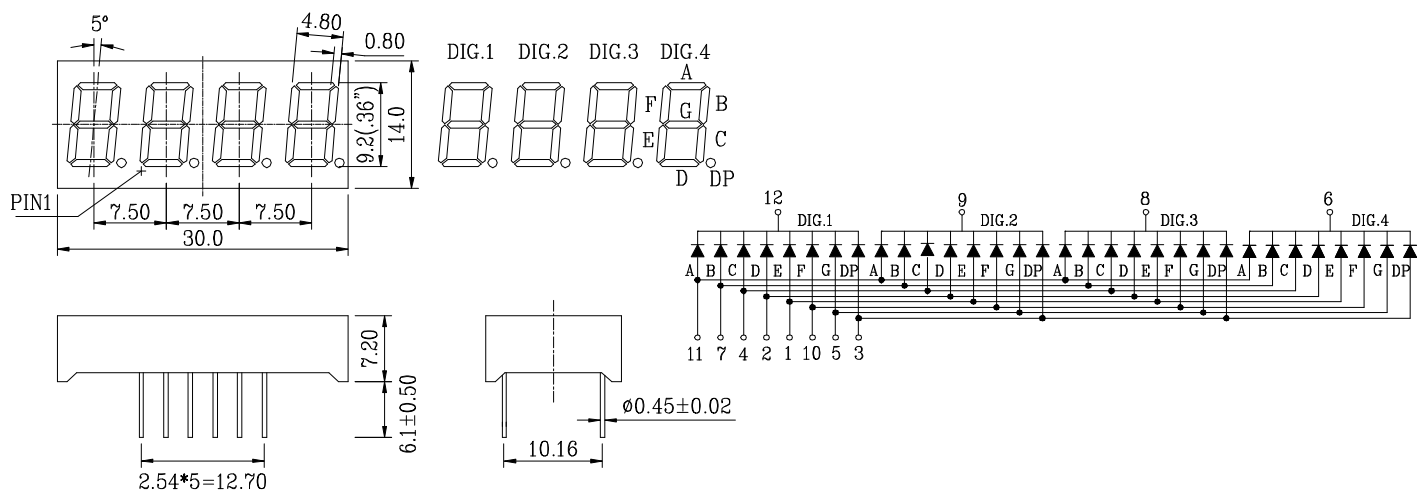 5°
4.80
0.80
9.2(.36")
14.0
PIN1
7.50 7.50 7.50
30.0
DIG.1 DIG.2 DIG.3 DIG.4
A
F G B
E C
D DP
12 9 8 6
DIG.1 DIG.2 DIG.3 DIG.4
A B C D E F G DP A B C D E F G DP A B C D E F G DP A B C D E F G DP
11 7 4 2 1 10 5 3
7.20
6.1±0.50
2.54*5=12.70
ø0.45±0.02
10.16